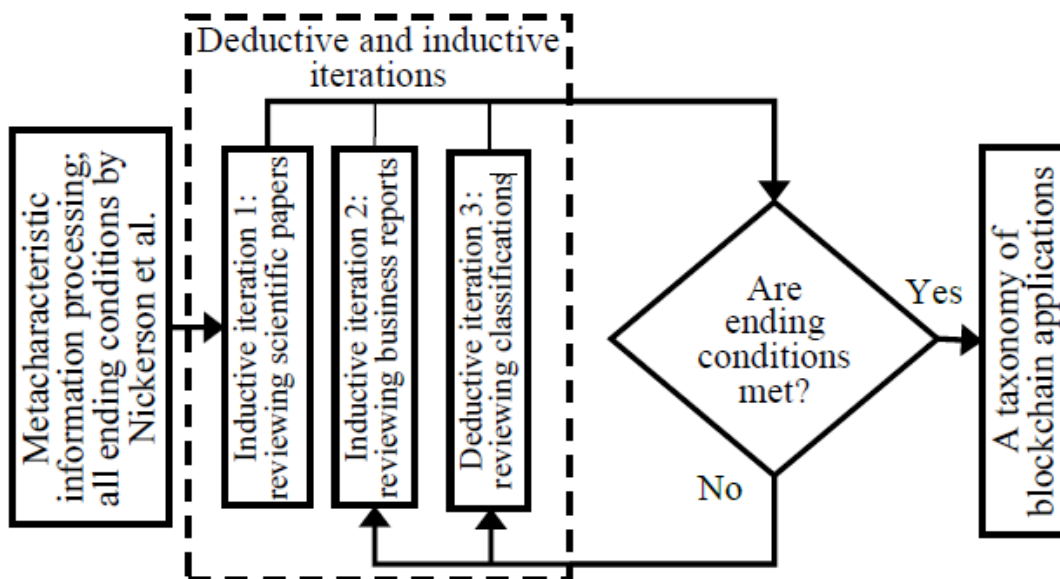 Deductive and inductive
iterations
Metacharacteristic
information processing;
all ending conditions by
Nickerson et al.
Inductive iteration 1:
reviewing scientific papers
Inductive iteration 2:
reviewing business reports
Deductive iteration 3:
reviewing classifications
Are
ending
conditions
met?
Yes
No
A taxonomy of
blockchain applications